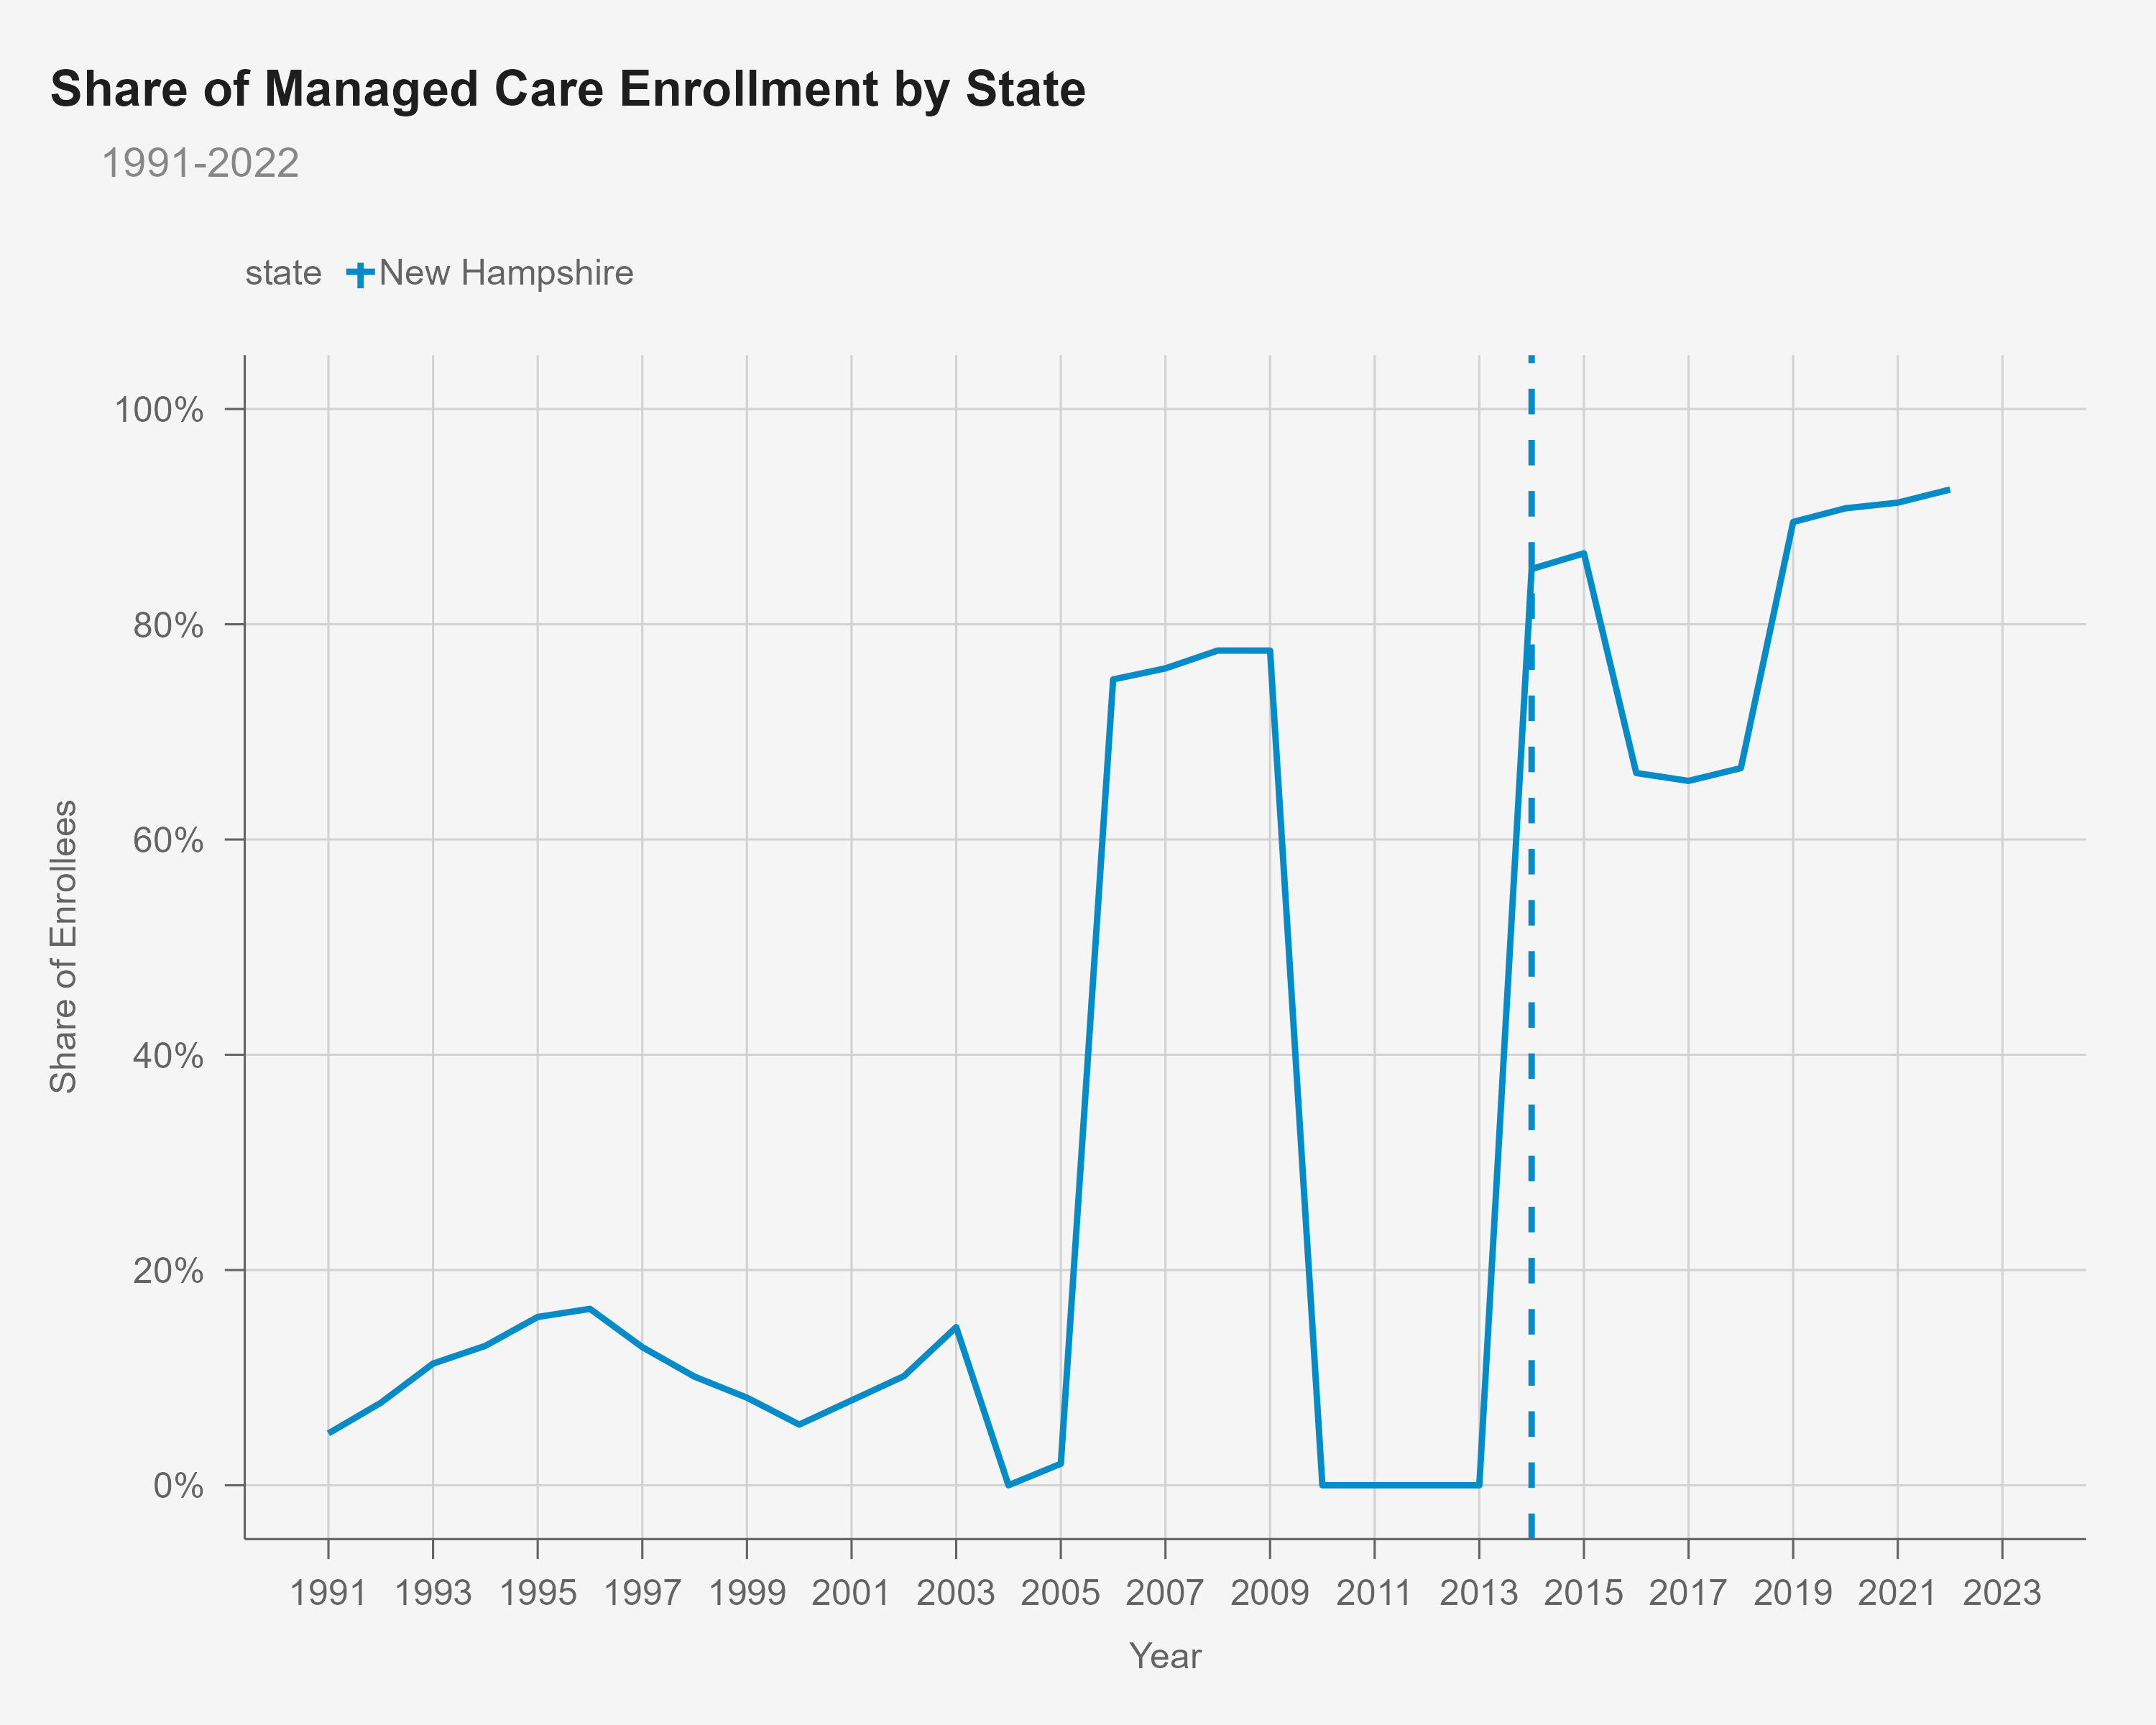 Share of Managed Care Enrollment by State
1991-2022
state New Hampshire
100%
80%
60%
40%
20%
0%
Share of Enrollees
1991 1993 1995 1997 1999 2001 2003 2005 2007 2009 2011 2013 2015 2017 2019 2021 2023
Year